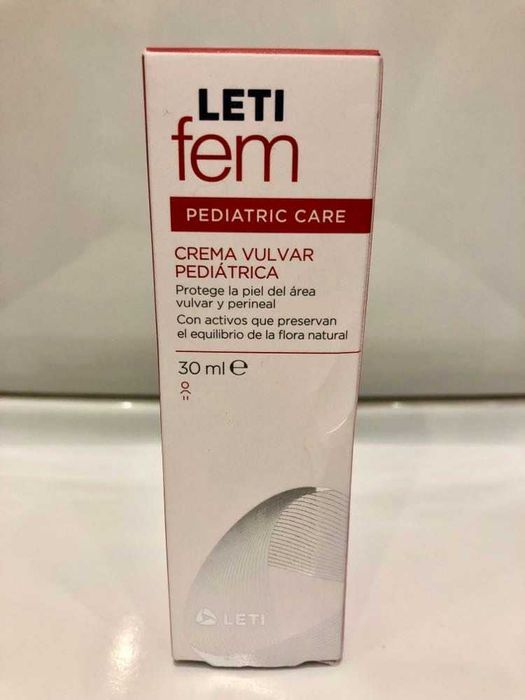 LETI
fem
PEDIATRIC CARE
CREMA VULVAR
PEDIÁTRICA
Protege la piel del área
vulvar y perineal
Con activos que preservan
el equilibrio de la flora natural
30 ml ℮
LETI